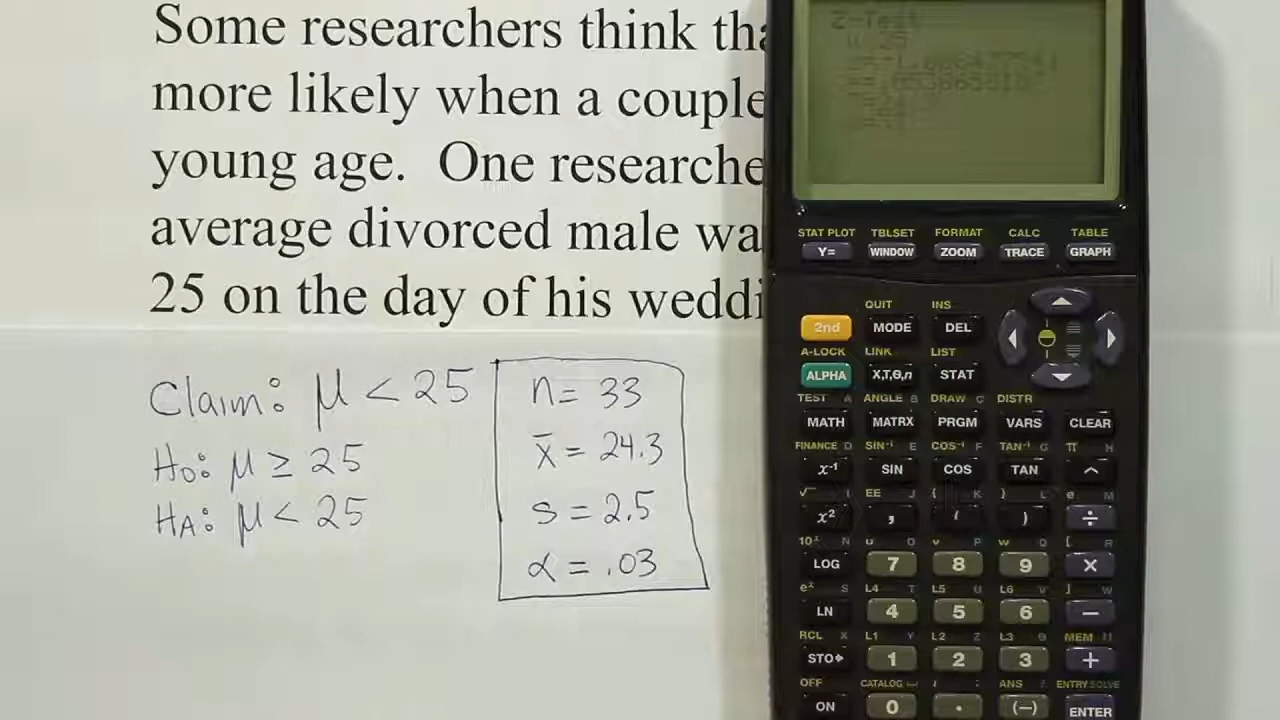 Some researchers think tha
more likely when a couple
young age. One researche
average divorced male wa
25 on the day of his weddi
Claim: μ < 25
H₀: μ ≥ 25
Hₐ: μ < 25
n = 33
x̄ = 24.3
s = 2.5
α = .03
Z-Test
STAT PLOT TBLSET FORMAT CALC TABLE
Y= WINDOW ZOOM TRACE GRAPH
QUIT INS
2nd MODE DEL
A-LOCK LINK LIST
ALPHA X,T,θ,n STAT
TEST A ANGLE B DRAW C DISTR
MATH MATRX PRGM VARS CLEAR
FINANCE D SIN⁻¹ E COS⁻¹ F TAN⁻¹ G π H
x⁻¹ SIN COS TAN ^
√ I EE J { K } L e M
x² , ( ) ÷
10ˣ N u O v P w Q [ R
LOG 7 8 9 ×
eˣ S L4 T L5 U L6 V ] W
LN 4 5 6 −
RCL X L1 Y L2 Z L3 θ MEM "
STO▸ 1 2 3 +
OFF CATALOG ANS ENTRY SOLVE
ON 0 . (−) ENTER